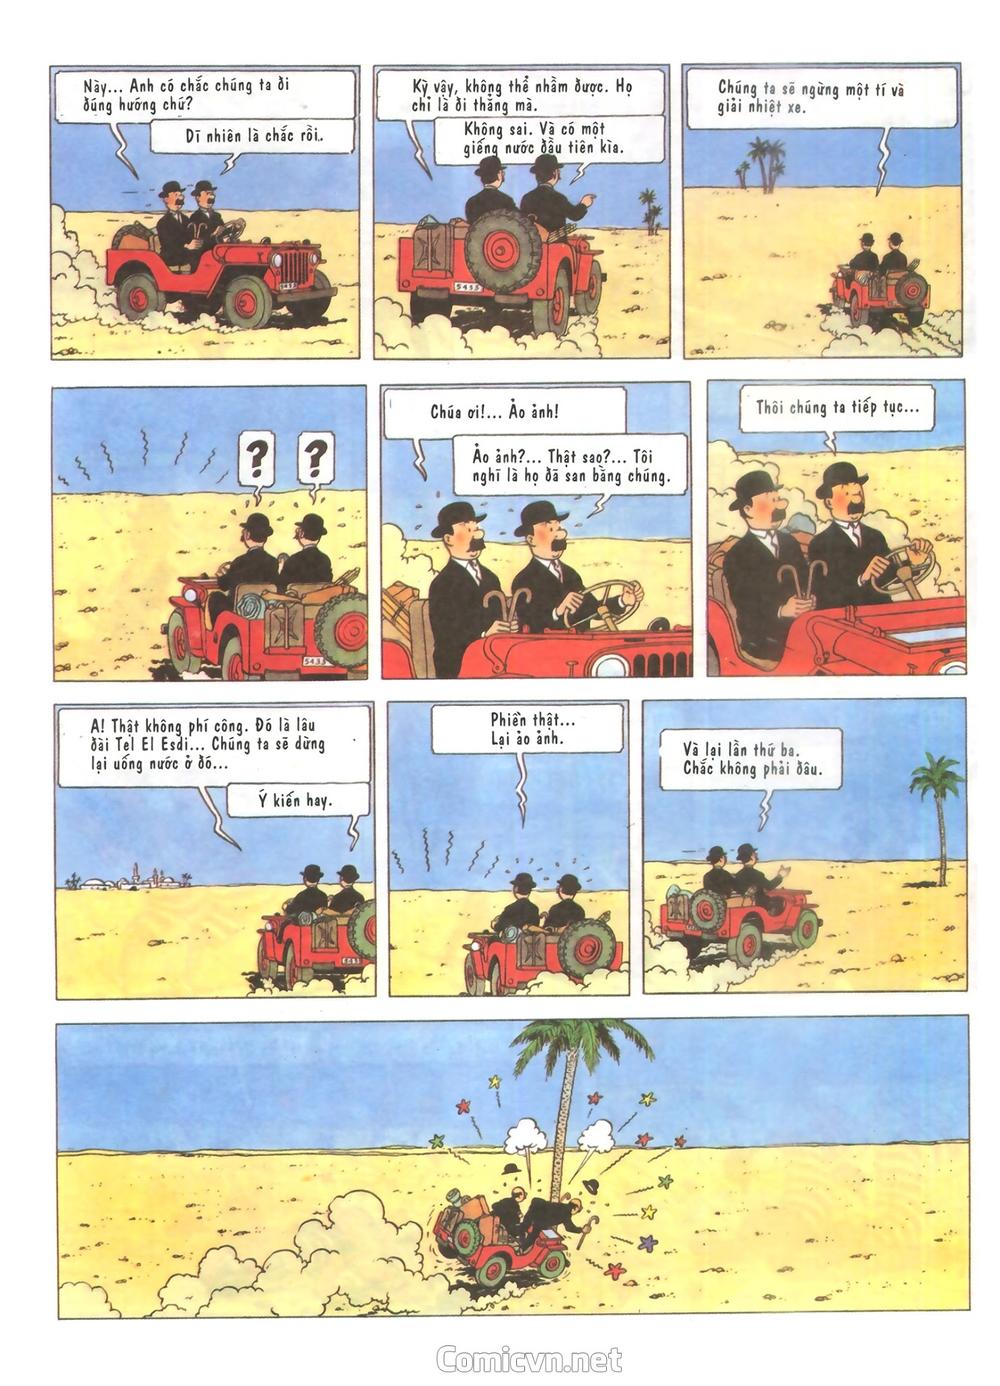 Này... Anh có chắc chúng ta đi
đúng hướng chứ?
Dĩ nhiên là chắc rồi..
5433
Kỳ vậy, không thể nhầm được. Họ
chỉ là đi thẳng mà.
Không sai. Và có một
giếng nước đầu tiên kìa.
5433
Chúng ta sẽ ngừng một tí và
giải nhiệt xe.
?
?
5433
Chúa ơi!... Ảo ảnh!
Ảo ảnh?... Thật sao?... Tôi
nghĩ là họ đã san bằng chúng.
Thôi chúng ta tiếp tục...
A! Thật không phí công. Đó là lâu
đài Tel El Esdi... Chúng ta sẽ dừng
lại uống nước ở đó...
Ý kiến hay.
543
Phiền thật...
Lại ảo ảnh.
Và lại lần thứ ba.
Chắc không phải đâu.
Comicvn.net